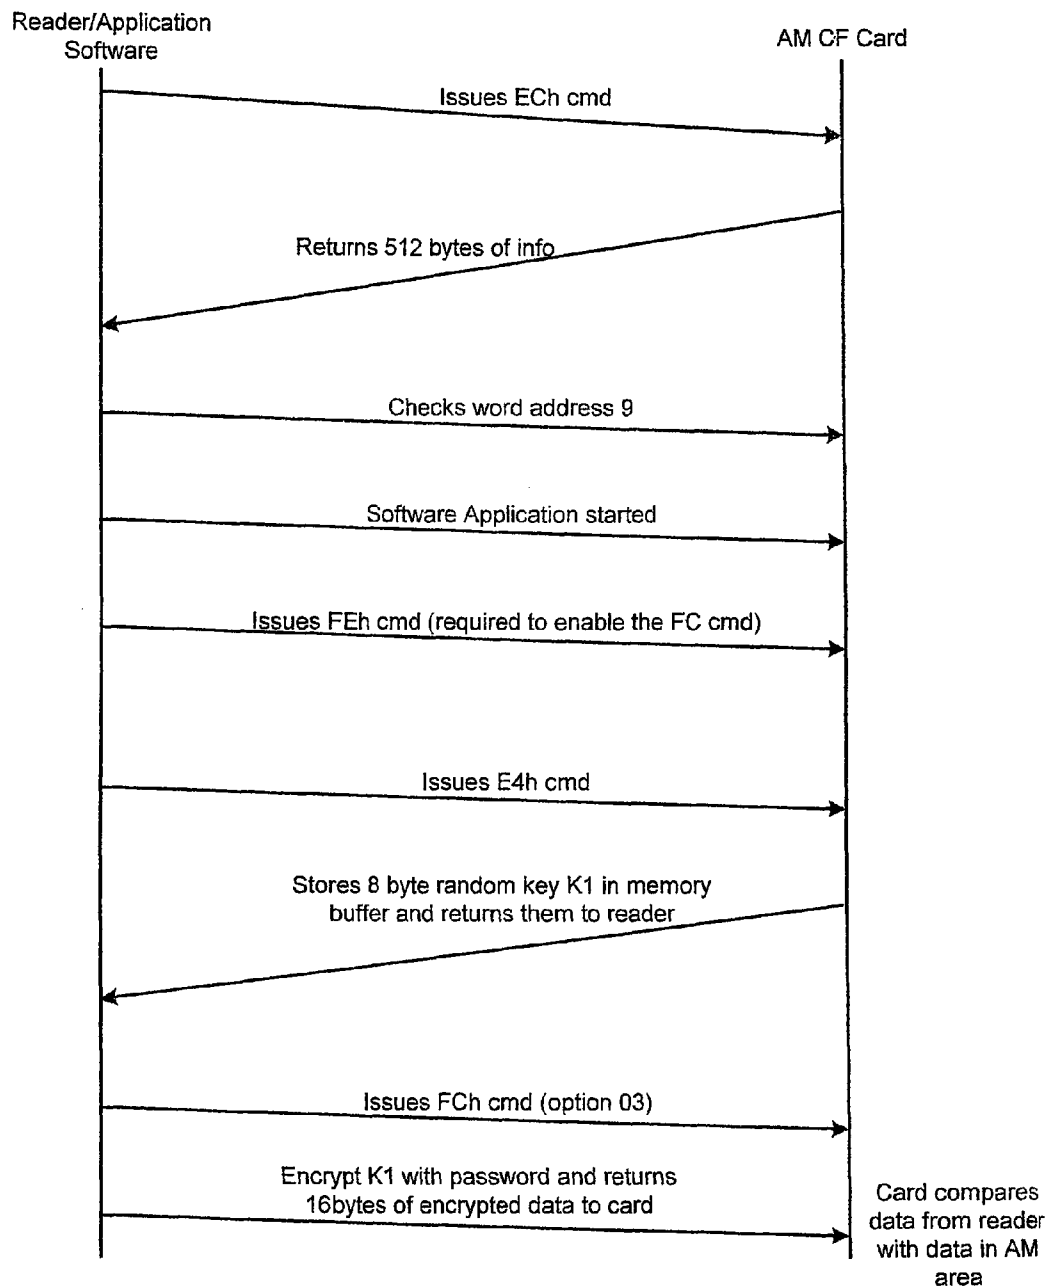 Reader/Application
Software
AM CF Card
Issues ECh cmd
Returns 512 bytes of info
Checks word address 9
Software Application started
Issues FEh cmd (required to enable the FC cmd)
Issues E4h cmd
Stores 8 byte random key K1 in memory
buffer and returns them to reader
Issues FCh cmd (option 03)
Encrypt K1 with password and returns
16bytes of encrypted data to card
Card compares
data from reader
with data in AM
area